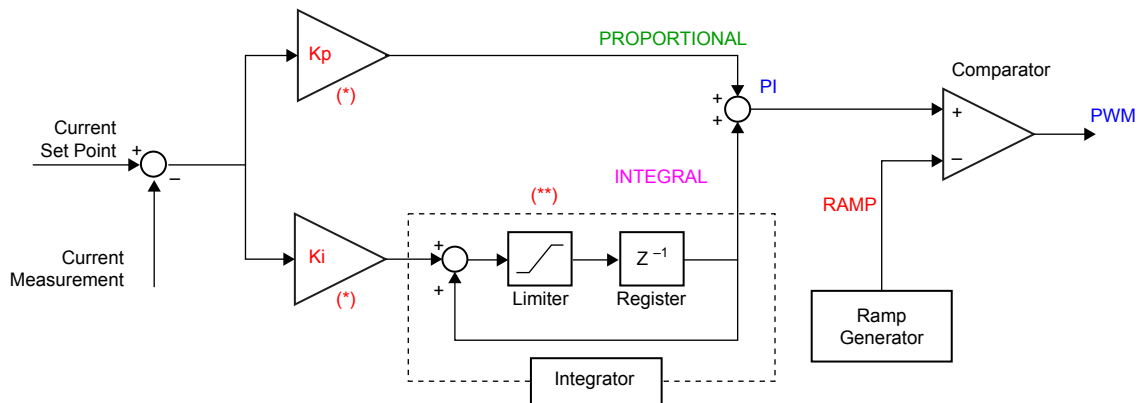 Kp
(*)
PROPORTIONAL
+
+
PI
Comparator
+
−
PWM
Current
Set Point
+
−
INTEGRAL
RAMP
(**)
Current
Measurement
Ki
(*)
+
+
Limiter
Z −1
Register
Ramp
Generator
Integrator